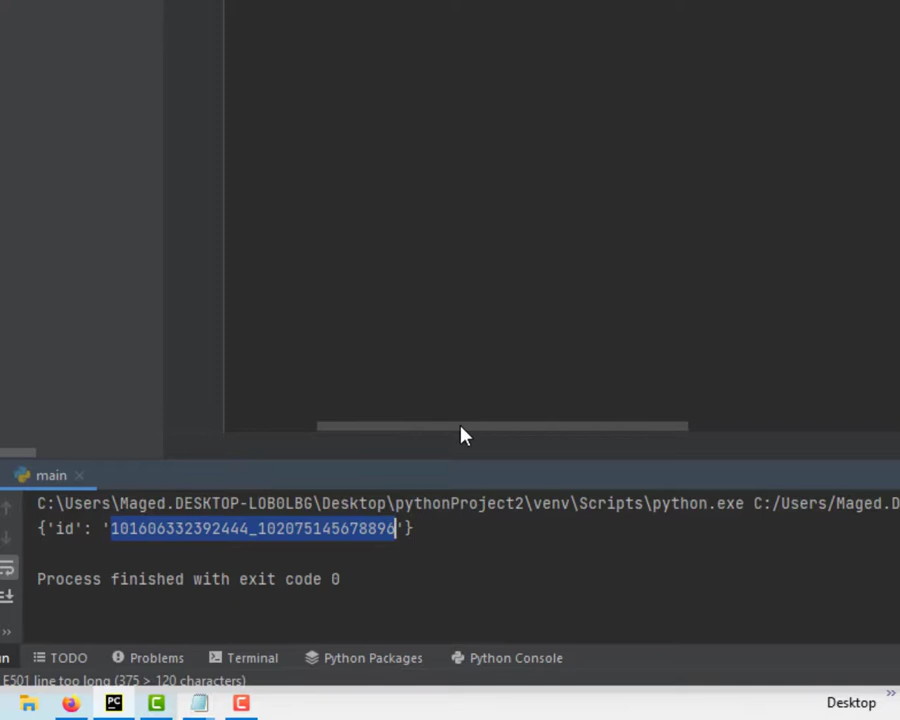 main
C:\Users\Maged.DESKTOP-LOBOLBG\Desktop\pythonProject2\venv\Scripts\python.exe C:/Users/Maged.D
{'id': '101606332392444_102075145678896'}
Process finished with exit code 0
TODO Problems Terminal Python Packages Python Console
E501 line too long (375 > 120 characters)
PC C C Desktop